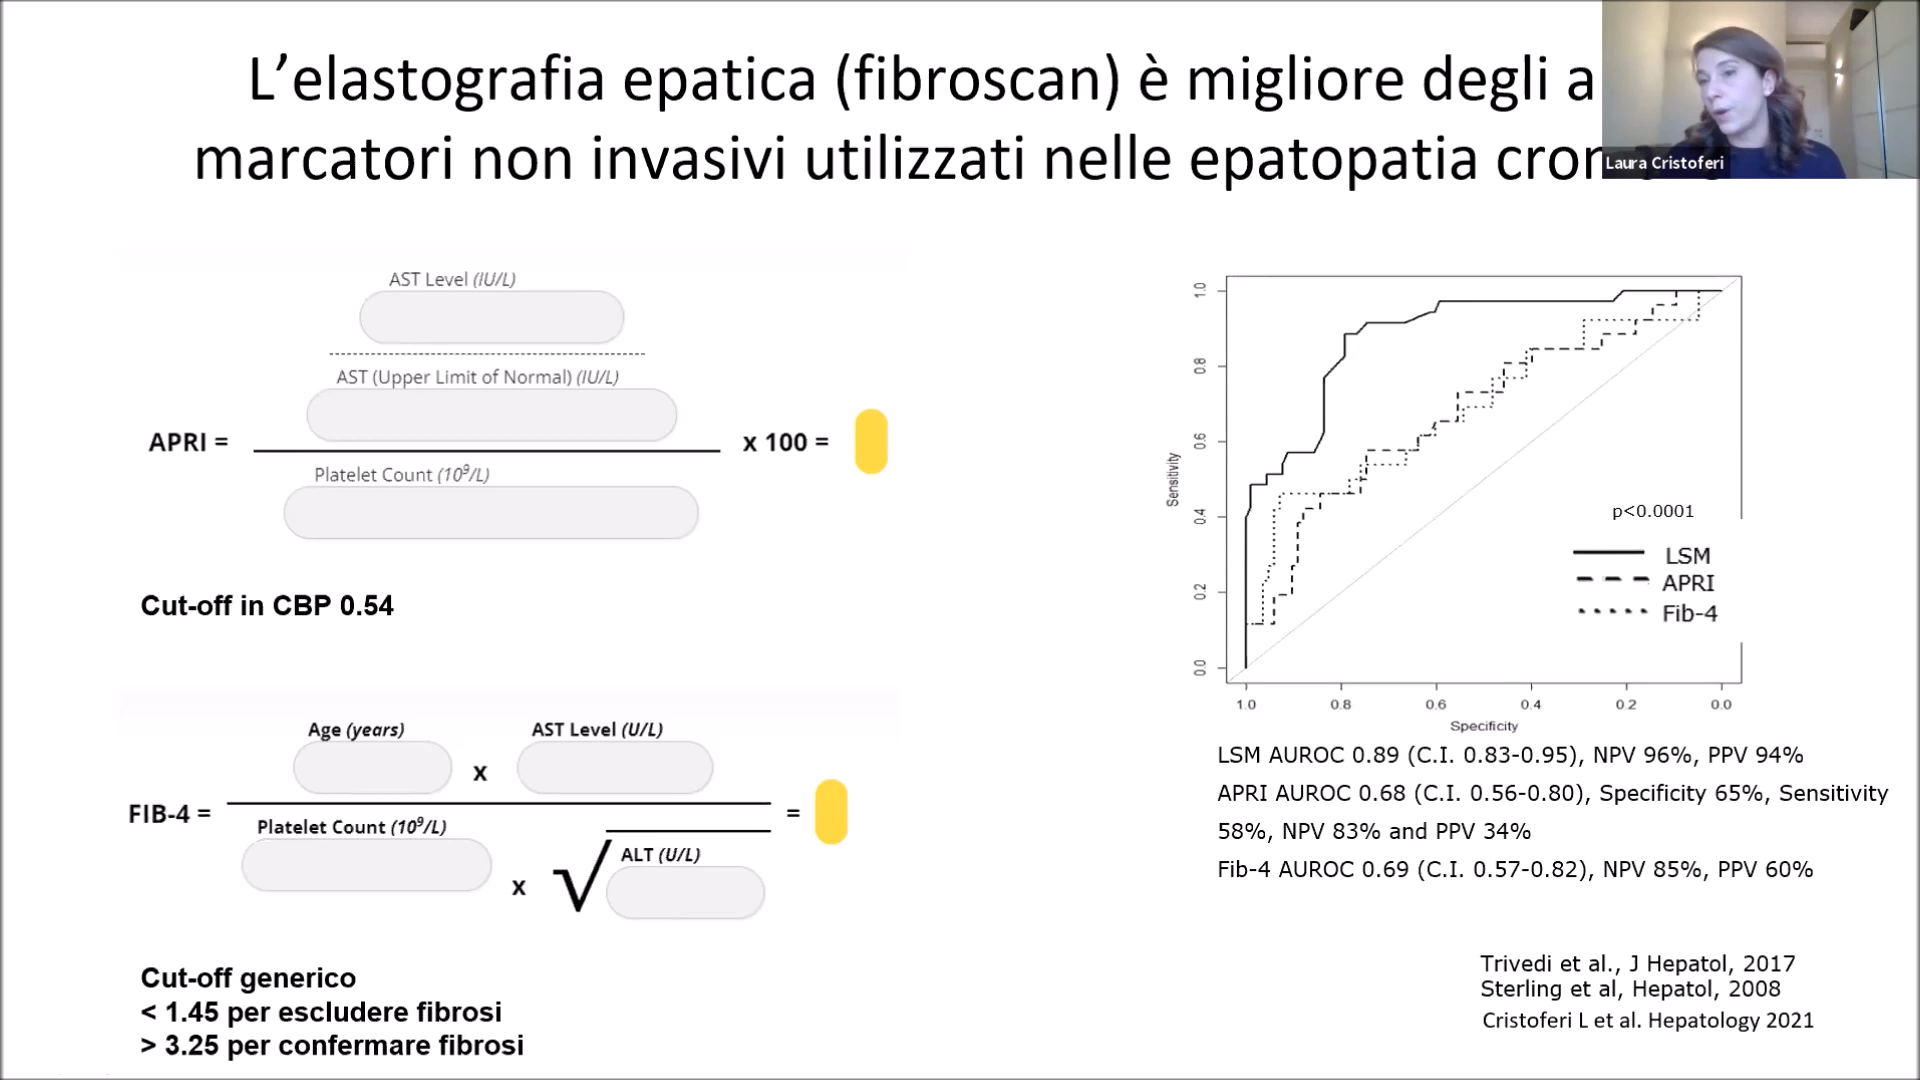 L’elastografia epatica (fibroscan) è migliore degli a
marcatori non invasivi utilizzati nelle epatopatia cron
Laura Cristoferi
AST Level (IU/L)
AST (Upper Limit of Normal) (IU/L)
APRI =
x 100 =
Platelet Count (10⁹/L)
Cut-off in CBP 0.54
Age (years)
AST Level (U/L)
x
FIB-4 =
=
Platelet Count (10⁹/L)
x
√
ALT (U/L)
Cut-off generico
< 1.45 per escludere fibrosi
> 3.25 per confermare fibrosi
Sensitivity
1.0
0.8
0.6
0.4
0.2
0.0
p<0.0001
LSM
APRI
Fib-4
1.0 0.8 0.6 0.4 0.2 0.0
Specificity
LSM AUROC 0.89 (C.I. 0.83-0.95), NPV 96%, PPV 94%
APRI AUROC 0.68 (C.I. 0.56-0.80), Specificity 65%, Sensitivity
58%, NPV 83% and PPV 34%
Fib-4 AUROC 0.69 (C.I. 0.57-0.82), NPV 85%, PPV 60%
Trivedi et al., J Hepatol, 2017
Sterling et al, Hepatol, 2008
Cristoferi L et al. Hepatology 2021